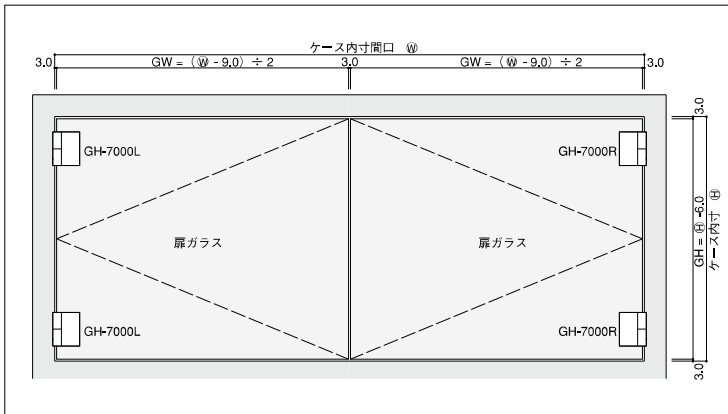 ケース内寸間口 Ⓦ
3.0 GW = (Ⓦ - 9.0) ÷ 2 3.0 GW = (Ⓦ - 9.0) ÷ 2 3.0
3.0
GH-7000L GH-7000R
扉ガラス 扉ガラス
GH = Ⓗ -6.0
ケース内寸 Ⓗ
GH-7000L GH-7000R
3.0